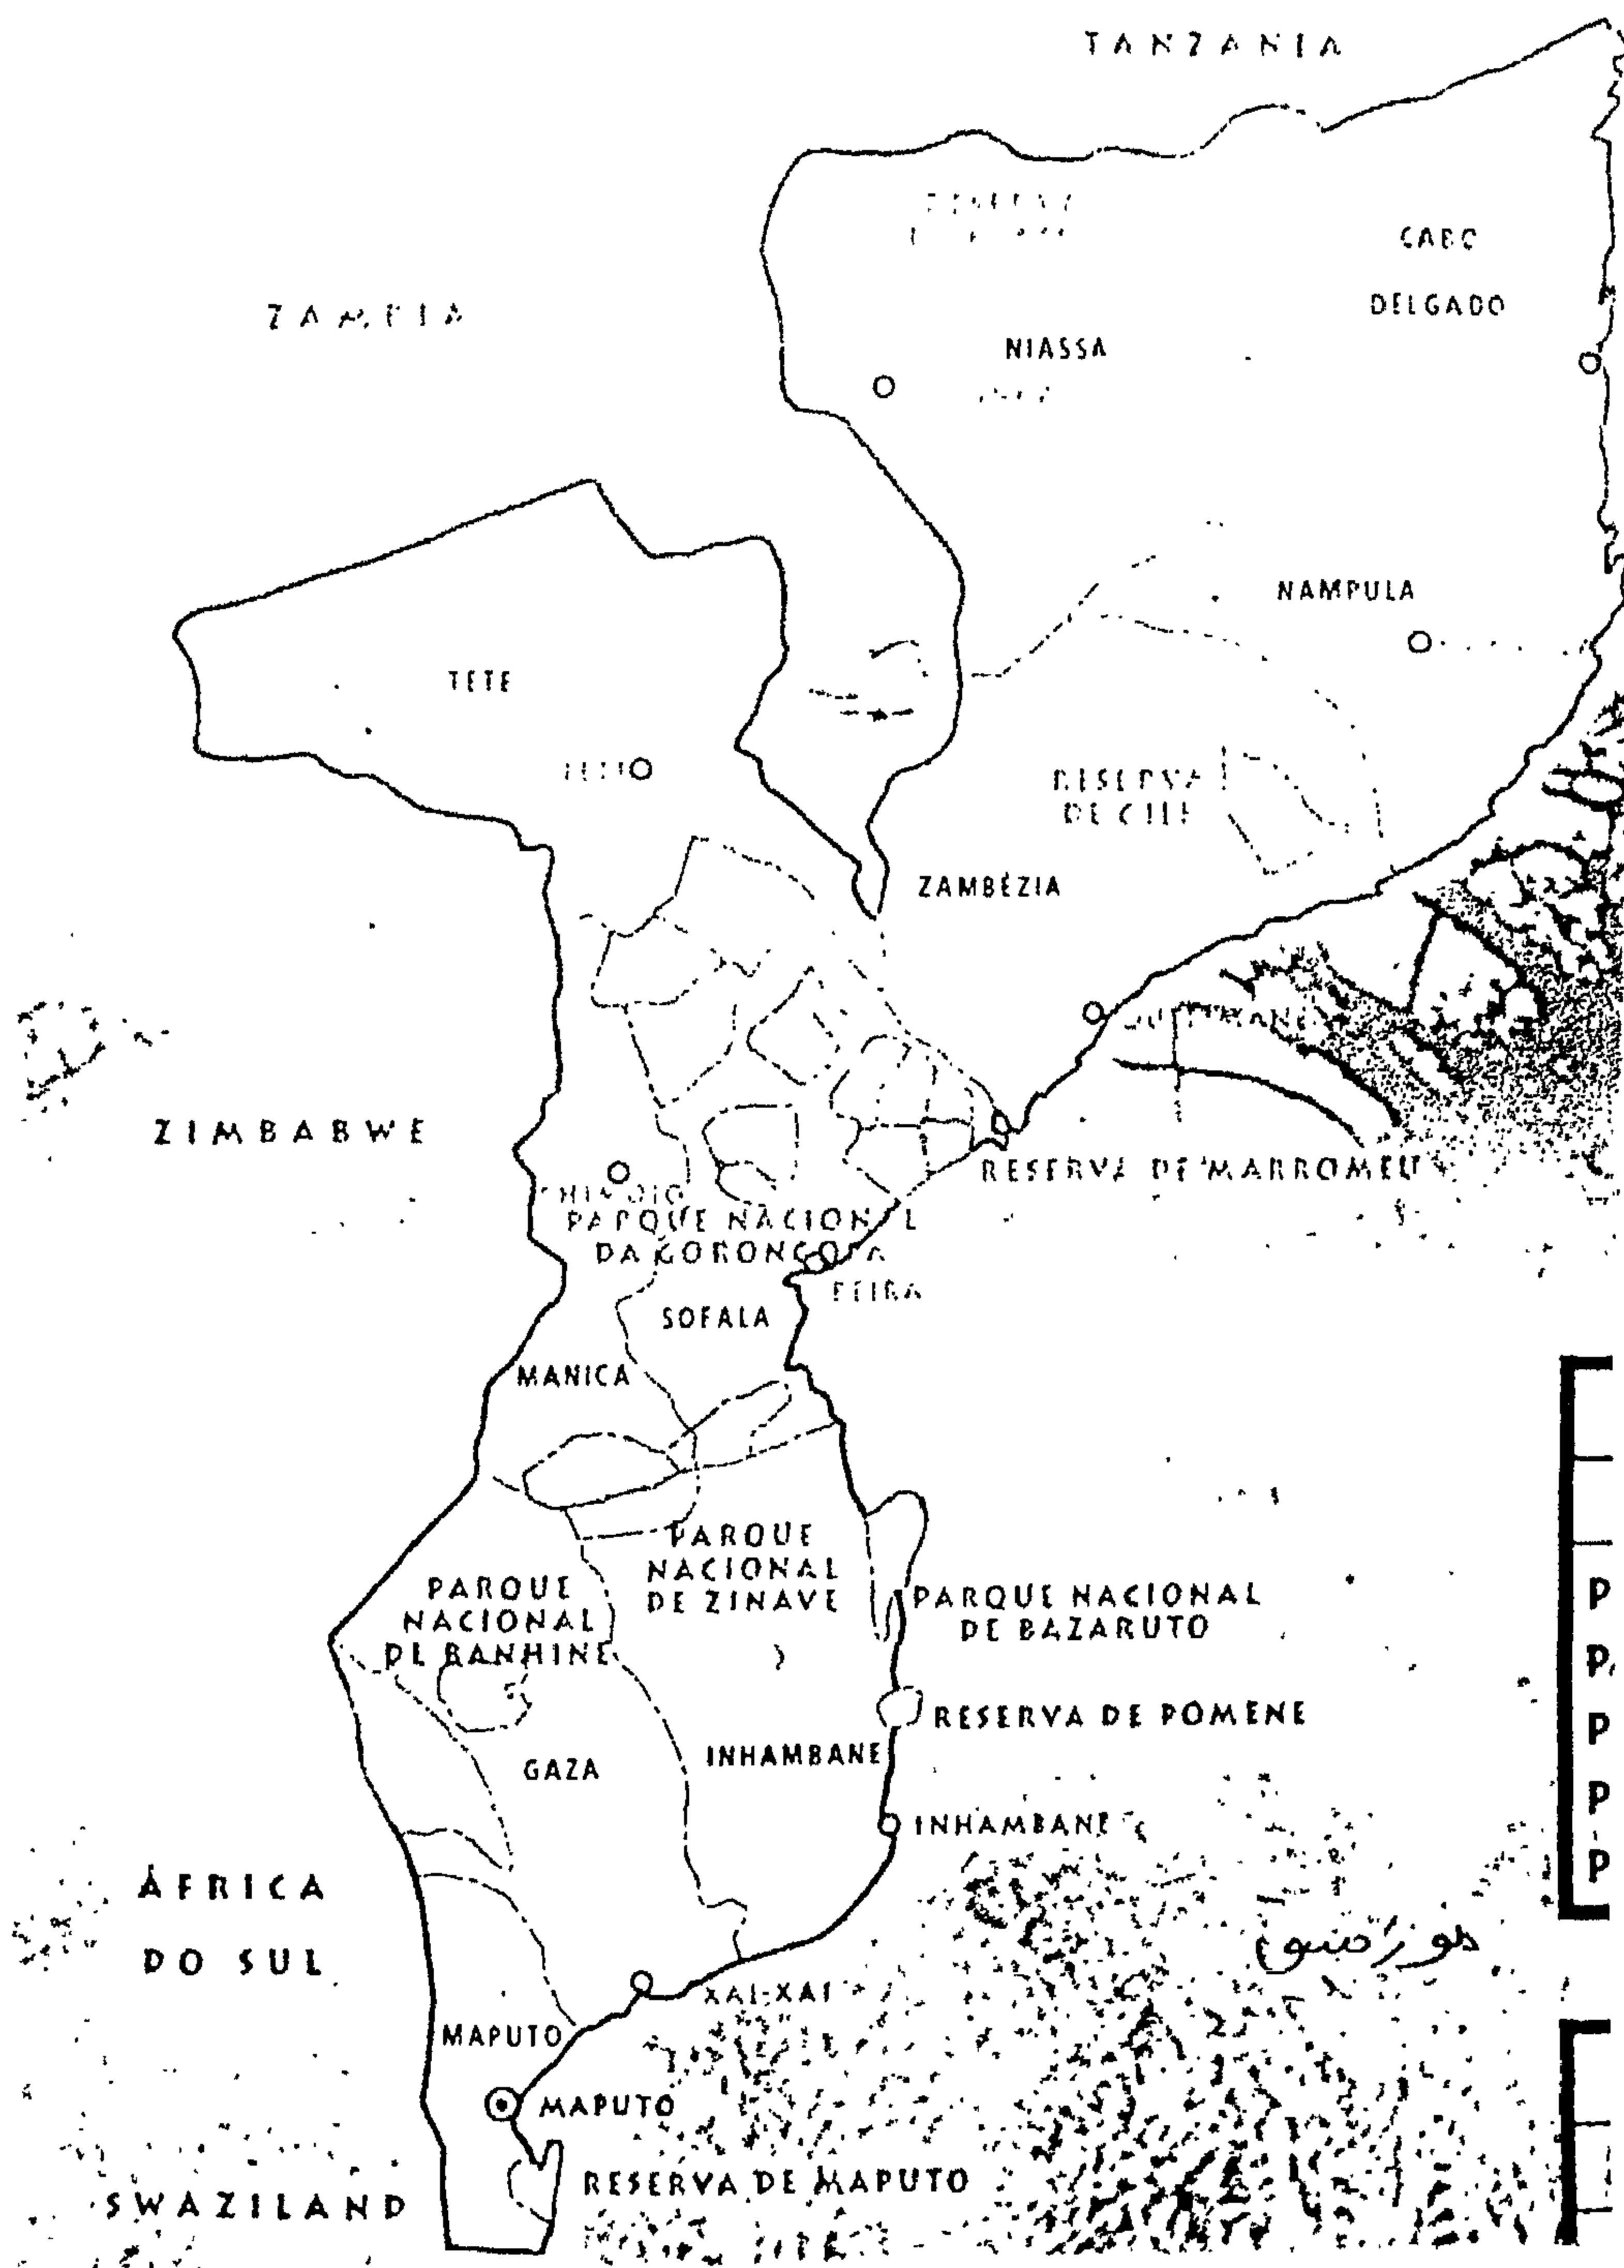 TANZANIA
CABO
DELGADO
ZAMBIA
NIASSA
NAMPULA
TETE
RESERVA
ZAMBÉZIA
ZIMBABWE
RESERVA DE MARROMEU
PARQUE NACIONAL
DA GORONGOSA
BEIRA
SOFALA
MANICA
PARQUE
NACIONAL
DE ZINAVE
PARQUE
NACIONAL
DE BANHINE
PARQUE NACIONAL
DE BAZARUTO
RESERVA DE POMENE
GAZA
INHAMBANE
INHAMBANE
ÁFRICA
DO SUL
XAI-XAI
MAPUTO
MAPUTO
RESERVA DE MAPUTO
SWAZILAND
P
P
P
P
P